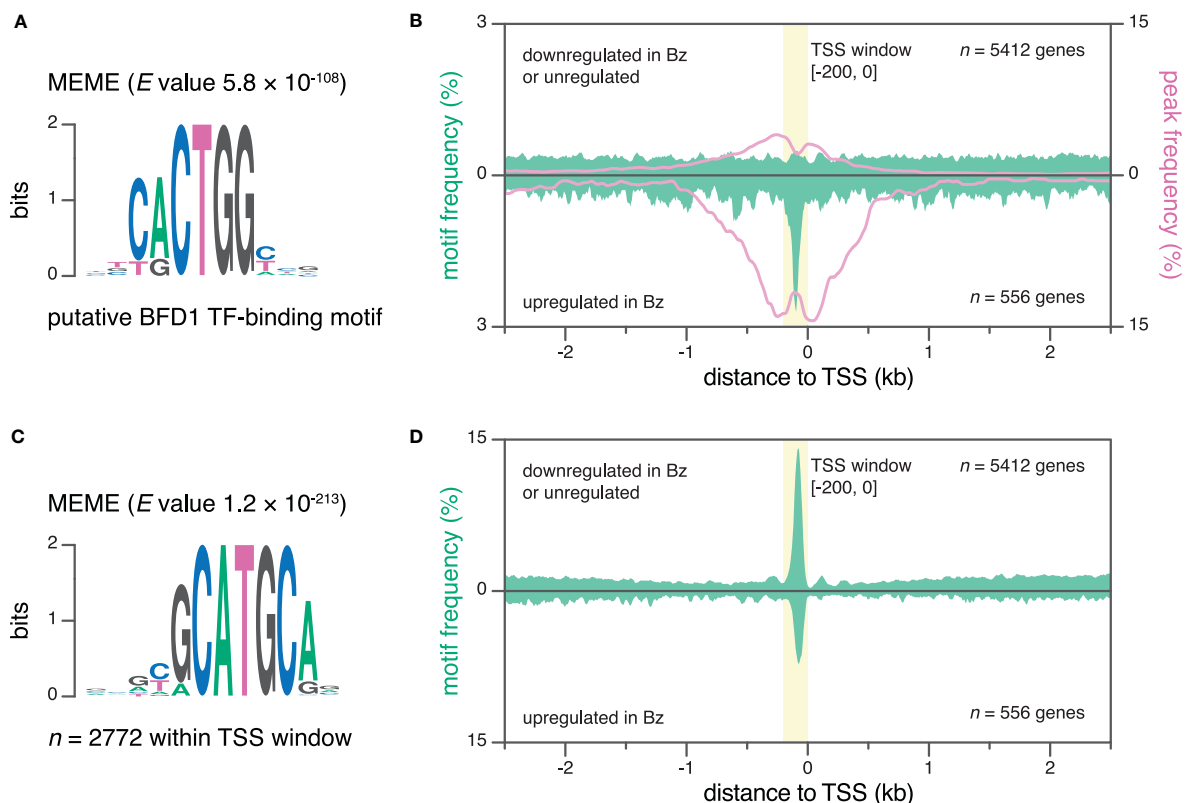 A
MEME (E value 5.8 × 10-108)
2
1
0
bits
CACTGG
TG
C
T
A
putative BFD1 TF-binding motif
B
3
0
3
motif frequency (%)
downregulated in Bz
or unregulated
TSS window
[-200, 0]
n = 5412 genes
upregulated in Bz
n = 556 genes
15
0
15
peak frequency (%)
-2 -1 0 1 2
distance to TSS (kb)
C
MEME (E value 1.2 × 10-213)
2
1
0
bits
GCATGCA
n = 2772 within TSS window
D
15
0
15
motif frequency (%)
downregulated in Bz
or unregulated
TSS window
[-200, 0]
n = 5412 genes
upregulated in Bz
n = 556 genes
-2 -1 0 1 2
distance to TSS (kb)